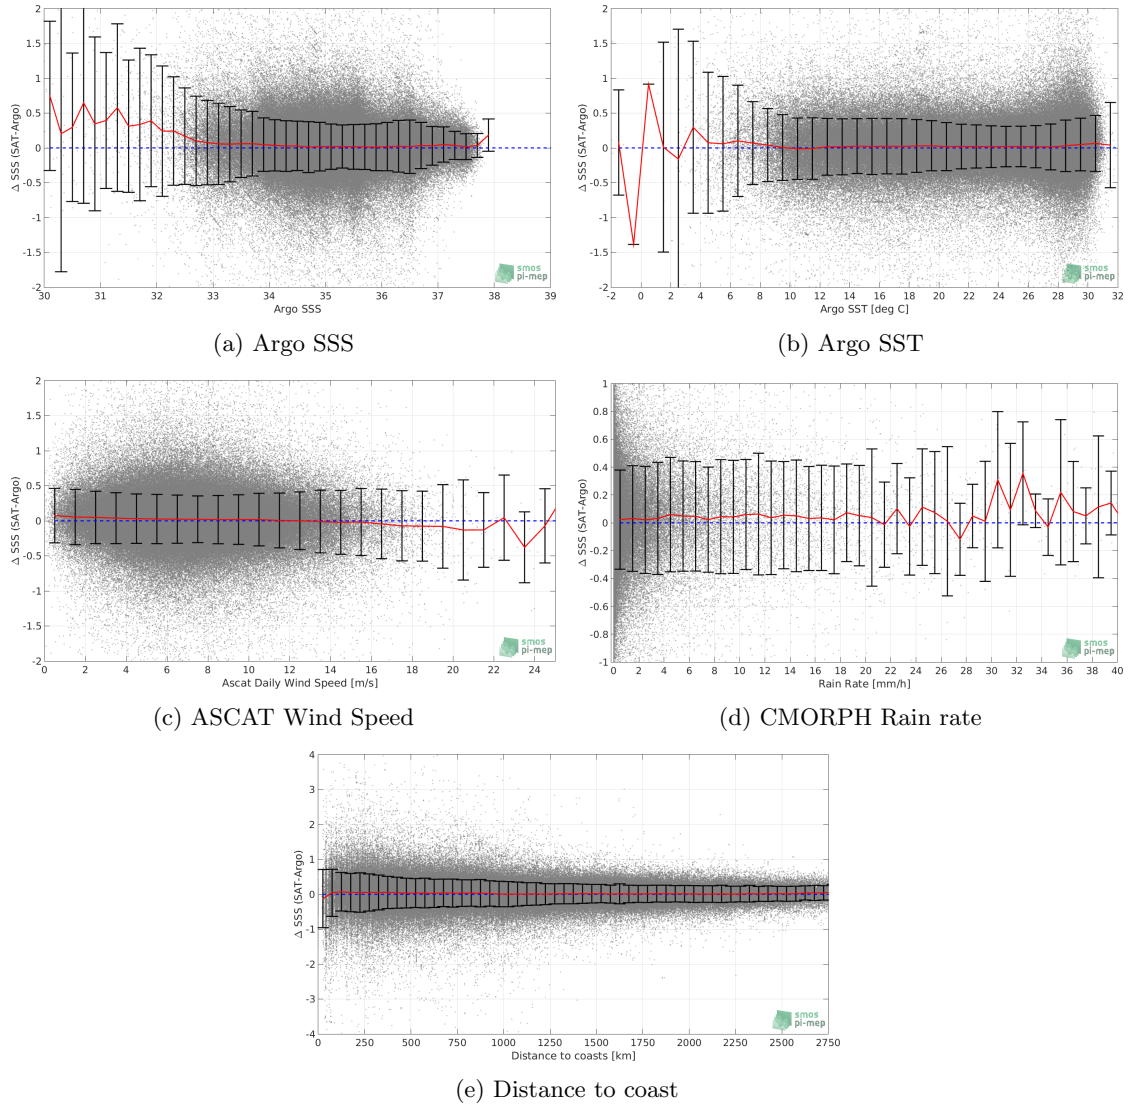 2
1.5
1
0.5
0
-0.5
-1
-1.5
-2
Δ SSS (SAT-Argo)
30 31 32 33 34 35 36 37 38 39
Argo SSS
smos
pi-mep
(a) Argo SSS
2
1.5
1
0.5
0
-0.5
-1
-1.5
-2
Δ SSS (SAT-Argo)
-2 0 2 4 6 8 10 12 14 16 18 20 22 24 26 28 30 32
Argo SST [deg C]
smos
pi-mep
(b) Argo SST
2
1.5
1
0.5
0
-0.5
-1
-1.5
-2
Δ SSS (SAT-Argo)
0 2 4 6 8 10 12 14 16 18 20 22 24
Ascat Daily Wind Speed [m/s]
smos
pi-mep
(c) ASCAT Wind Speed
1
0.8
0.6
0.4
0.2
0
-0.2
-0.4
-0.6
-0.8
-1
Δ SSS (SAT-Argo)
0 2 4 6 8 10 12 14 16 18 20 22 24 26 28 30 32 34 36 38 40
Rain Rate [mm/h]
smos
pi-mep
(d) CMORPH Rain rate
4
3
2
1
0
-1
-2
-3
-4
Δ SSS (SAT-Argo)
0 250 500 750 1000 1250 1500 1750 2000 2250 2500 2750
Distance to coasts [km]
smos
pi-mep
(e) Distance to coast